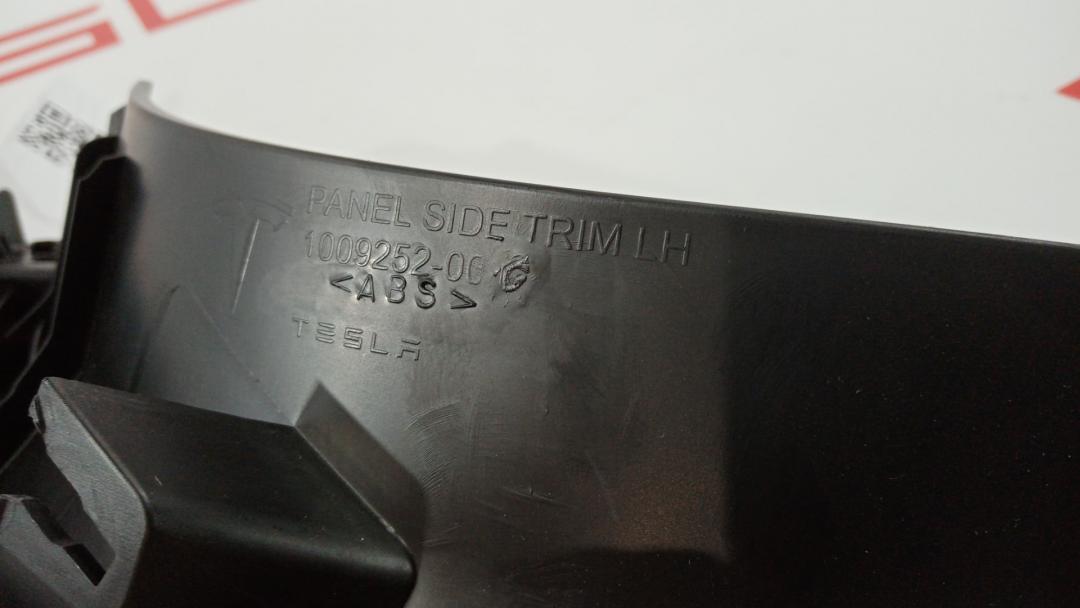 PANEL SIDE TRIM LH
1009252-00 G
<ABS>
TESLA